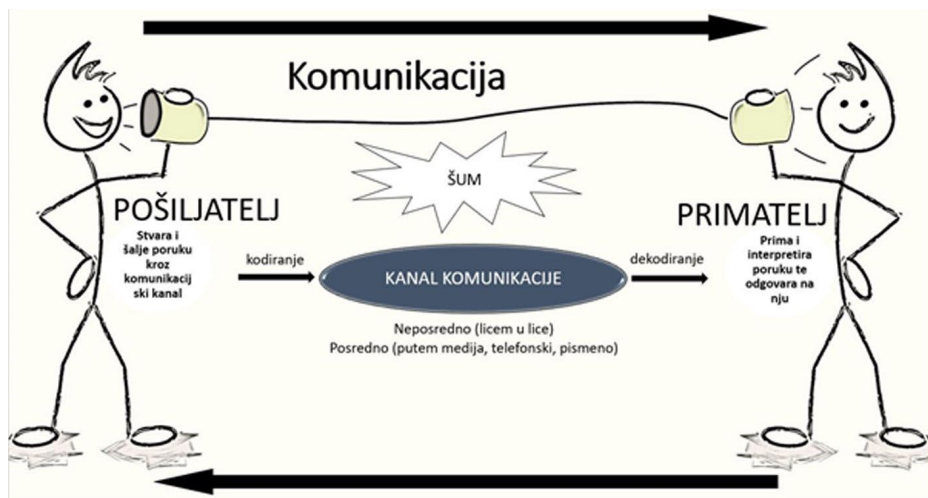 Komunikacija
ŠUM
POŠILJATELJ
Stvara i
šalje poruku
kroz
komunikacij
ski kanal
kodiranje
KANAL KOMUNIKACIJE
dekodiranje
PRIMATELJ
Prima i
interpretira
poruku te
odgovara na
nju
Neposredno (licem u lice)
Posredno (putem medija, telefonski, pismeno)